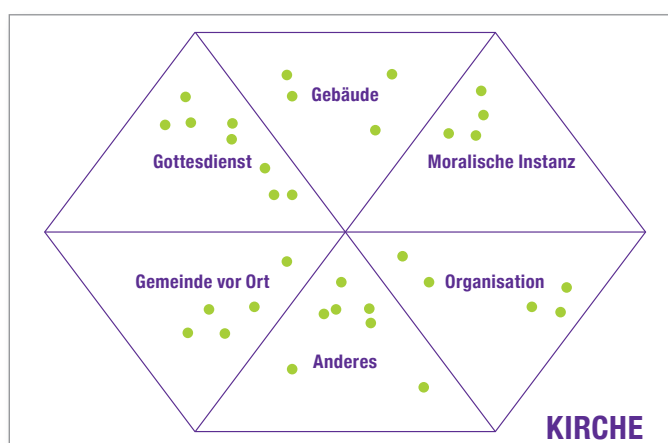 Gebäude
Gottesdienst
Moralische Instanz
Gemeinde vor Ort
Organisation
Anderes
KIRCHE